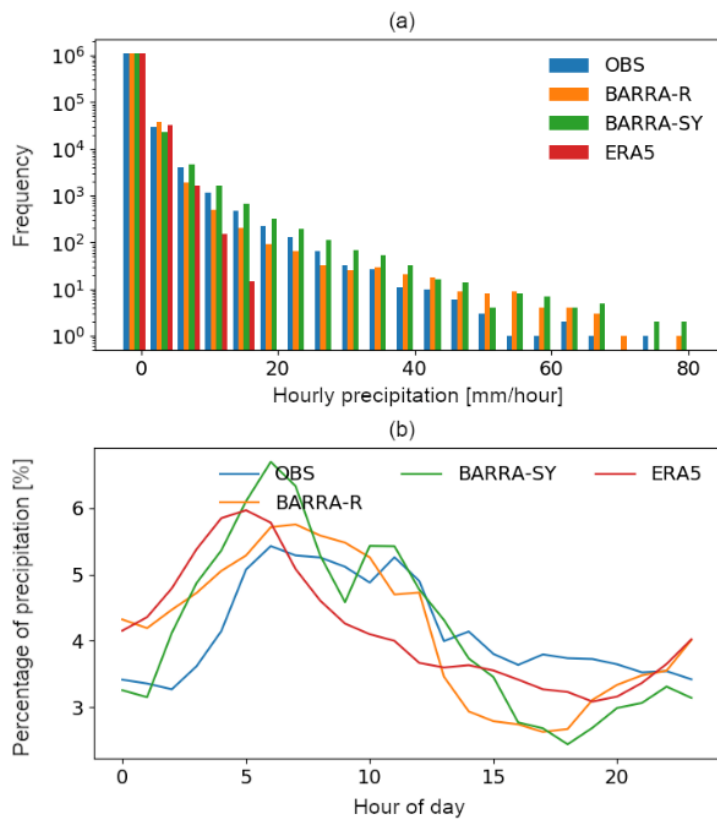 (a)
Frequency
10^6
10^5
10^4
10^3
10^2
10^1
10^0
OBS
BARRA-R
BARRA-SY
ERA5
0 20 40 60 80
Hourly precipitation [mm/hour]
(b)
Percentage of precipitation [%]
OBS BARRA-SY ERA5
BARRA-R
6
5
4
3
0 5 10 15 20
Hour of day